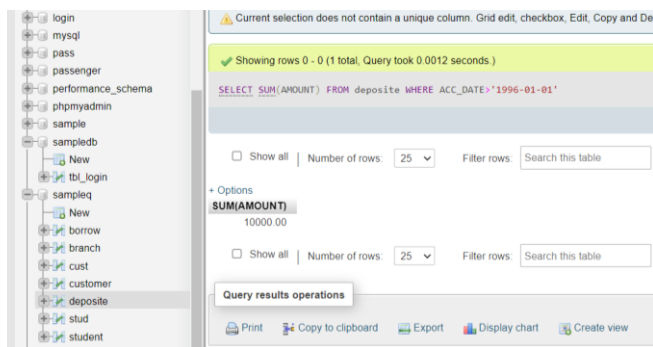 login
mysql
pass
passenger
performance_schema
phpmyadmin
sample
sampledb
New
tbl_login
sampleq
New
borrow
branch
cust
customer
deposite
stud
student
Current selection does not contain a unique column. Grid edit, checkbox, Edit, Copy and De
Showing rows 0 - 0 (1 total, Query took 0.0012 seconds.)
SELECT SUM(AMOUNT) FROM deposite WHERE ACC_DATE>'1996-01-01'
Show all | Number of rows: 25 Filter rows: Search this table
+ Options
SUM(AMOUNT)
10000.00
Show all | Number of rows: 25 Filter rows: Search this table
Query results operations
Print Copy to clipboard Export Display chart Create view